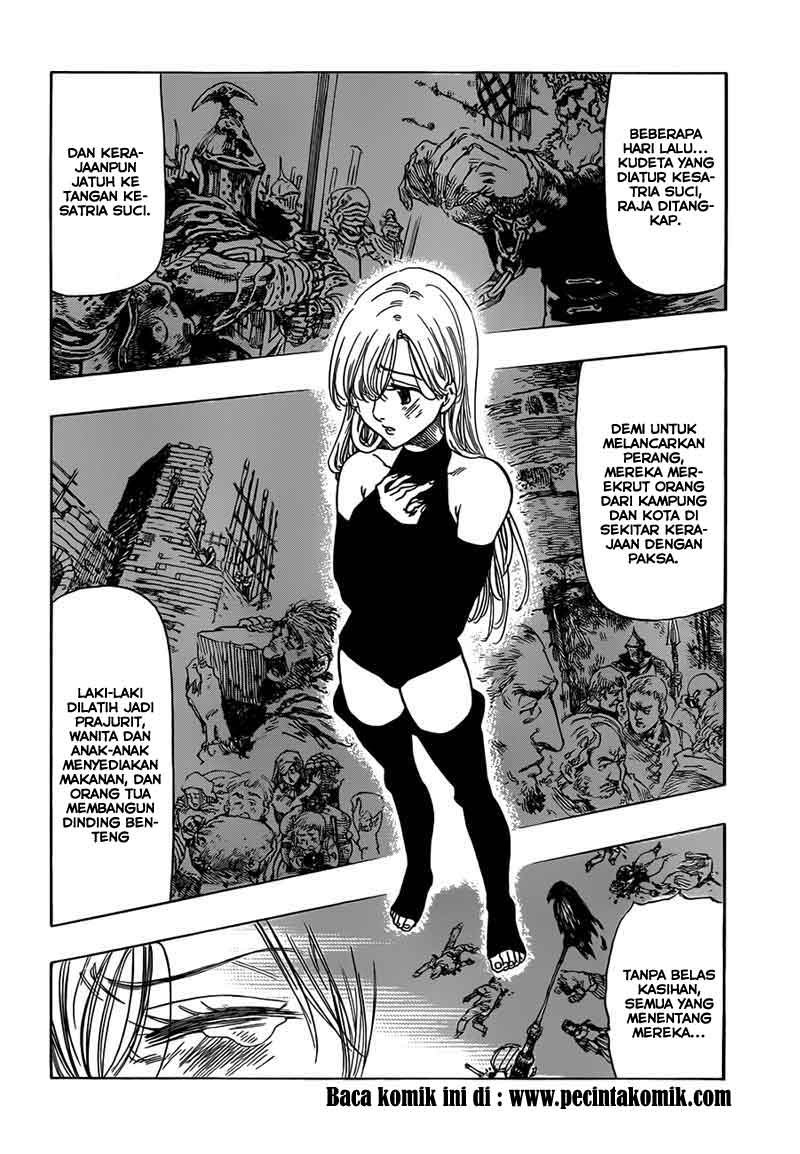 BEBERAPA
HARI LALU...
KUDETA YANG
DIATUR KESA-
TRIA SUCI,
RAJA DITANG-
KAP.
DAN KERA-
JAANPUN
JATUH KE
TANGAN KE-
SATRIA SUCI.
DEMI UNTUK
MELANCARKAN
PERANG,
MEREKA MER-
EKRUT ORANG
DARI KAMPUNG
DAN KOTA DI
SEKITAR KERA-
JAAN DENGAN
PAKSA.
LAKI-LAKI
DILATIH JADI
PRAJURIT,
WANITA DAN
ANAK-ANAK
MENYEDIAKAN
MAKANAN, DAN
ORANG TUA
MEMBANGUN
DINDING BEN-
TENG
TANPA BELAS
KASIHAN,
SEMUA YANG
MENENTANG
MEREKA...
Baca komik ini di : www.pecintakomik.com